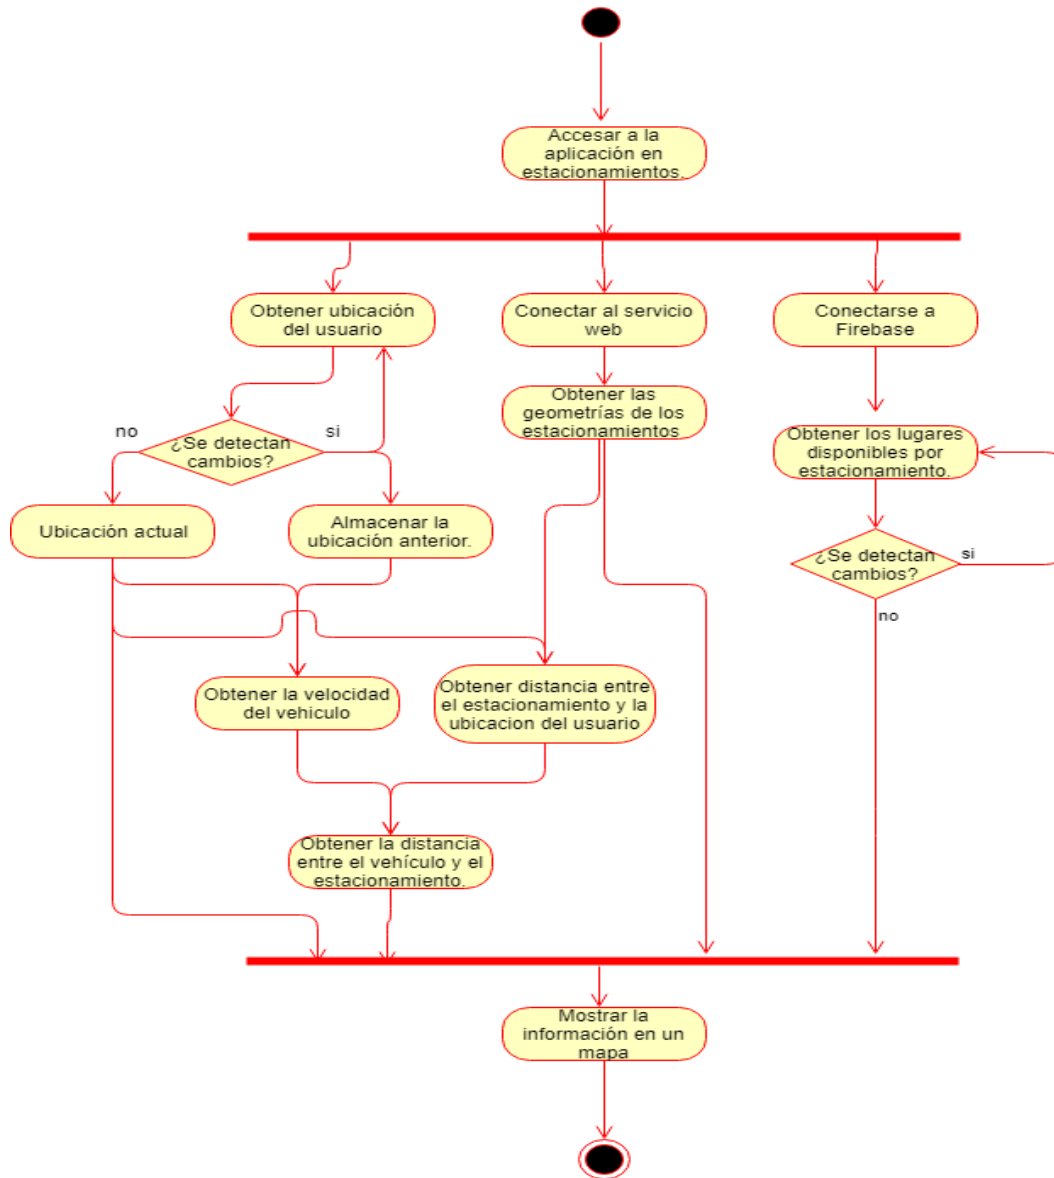 Accesar a la
aplicación en
estacionamientos.
Obtener ubicación
del usuario
Conectar al servicio
web
Conectarse a
Firebase
Obtener las
geometrías de los
estacionamientos
no
¿Se detectan
cambios?
si
Obtener los lugares
disponibles por
estacionamiento.
Ubicación actual
Almacenar la
ubicación anterior.
¿Se detectan
cambios?
si
no
Obtener la velocidad
del vehiculo
Obtener distancia entre
el estacionamiento y la
ubicacion del usuario
Obtener la distancia
entre el vehículo y el
estacionamiento.
Mostrar la
información en un
mapa